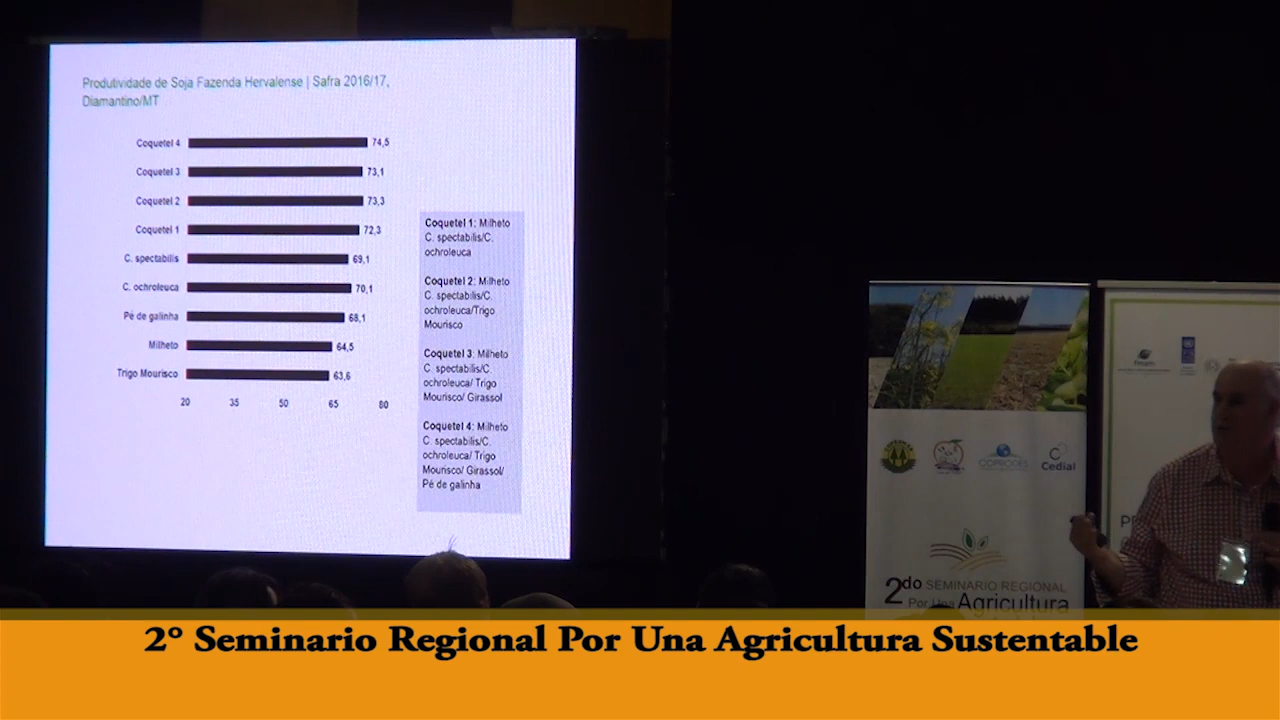 Produtividade de Soja Fazenda Hervalense | Safra 2016/17,
Diamantino/MT
Coquetel 4 74,5
Coquetel 3 73,1
Coquetel 2 73,3
Coquetel 1 72,3
C. spectabilis 69,1
C. ochroleuca 70,1
Pé de galinha 68,1
Milheto 64,5
Trigo Mourisco 63,6
20 35 50 65 80
Coquetel 1: Milheto
C. spectabilis/C.
ochroleuca
Coquetel 2: Milheto
C. spectabilis/C.
ochroleuca/Trigo
Mourisco
Coquetel 3: Milheto
C. spectabilis/C.
ochroleuca/ Trigo
Mourisco/ Girassol
Coquetel 4: Milheto
C. spectabilis/C.
ochroleuca/ Trigo
Mourisco/ Girassol/
Pé de galinha
Cedial
2do SEMINARIO REGIONAL
Por Una Agricultura
2° Seminario Regional Por Una Agricultura Sustentable